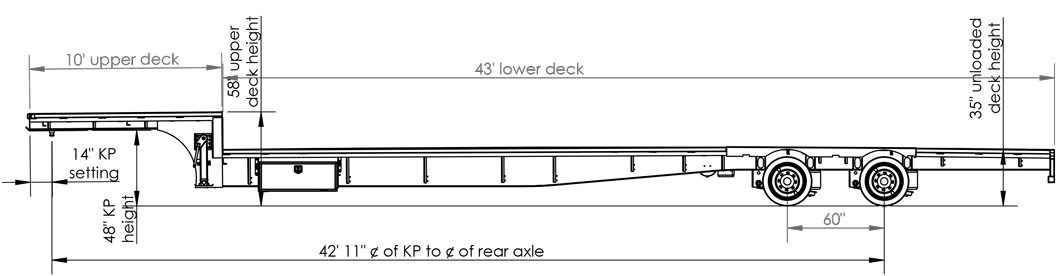 10' upper deck
58" upper
deck height
43' lower deck
35" unloaded
deck height
14" KP
setting
48" KP
height
60"
42' 11" ¢ of KP to ¢ of rear axle